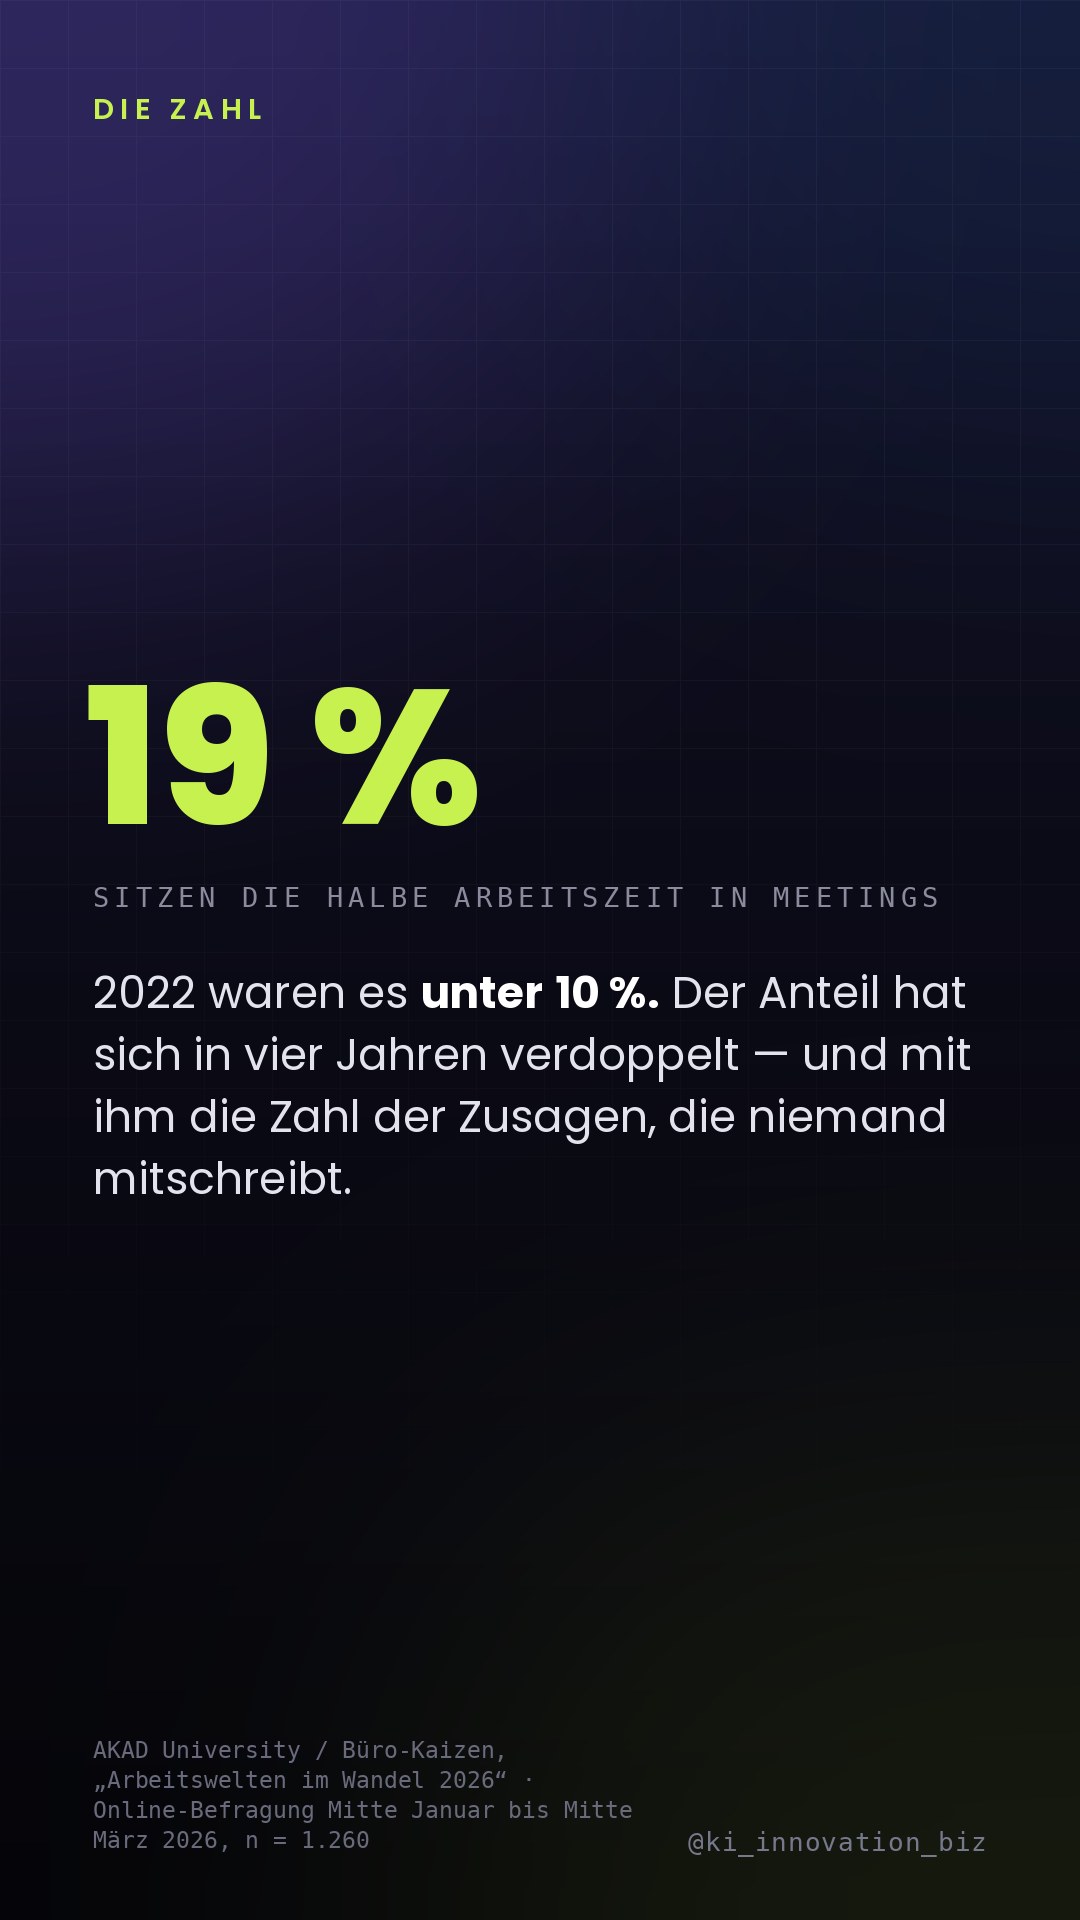 DIE ZAHL
19 %
SITZEN DIE HALBE ARBEITSZEIT IN MEETINGS
2022 waren es unter 10 %. Der Anteil hat
sich in vier Jahren verdoppelt — und mit
ihm die Zahl der Zusagen, die niemand
mitschreibt.
AKAD University / Büro-Kaizen,
„Arbeitswelten im Wandel 2026“ ·
Online-Befragung Mitte Januar bis Mitte
März 2026, n = 1.260
@ki_innovation_biz